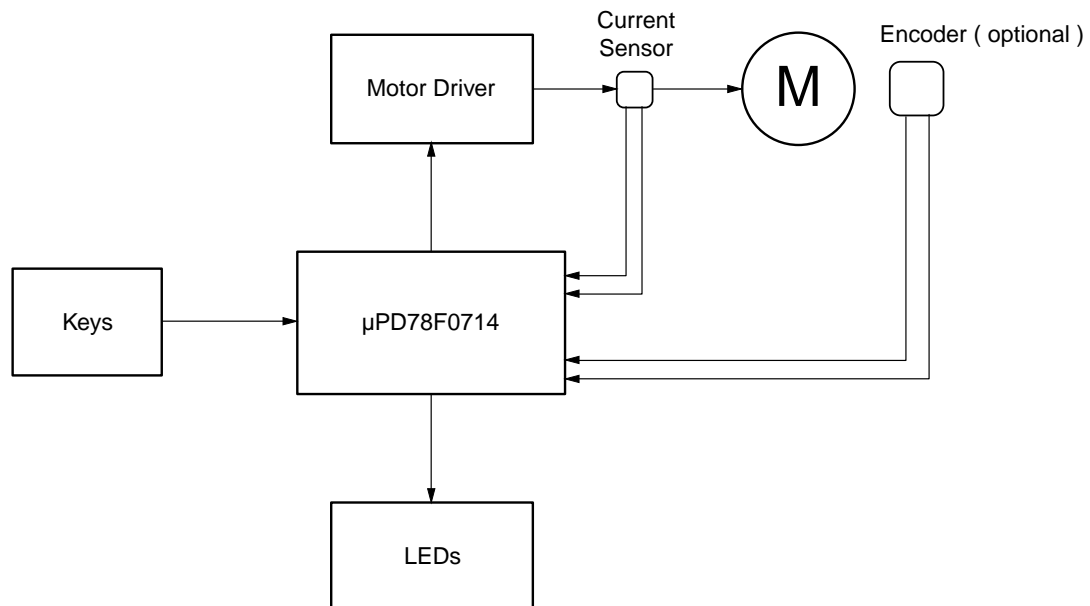 Current
Sensor
Encoder ( optional )
Motor Driver
M
Keys
µPD78F0714
LEDs